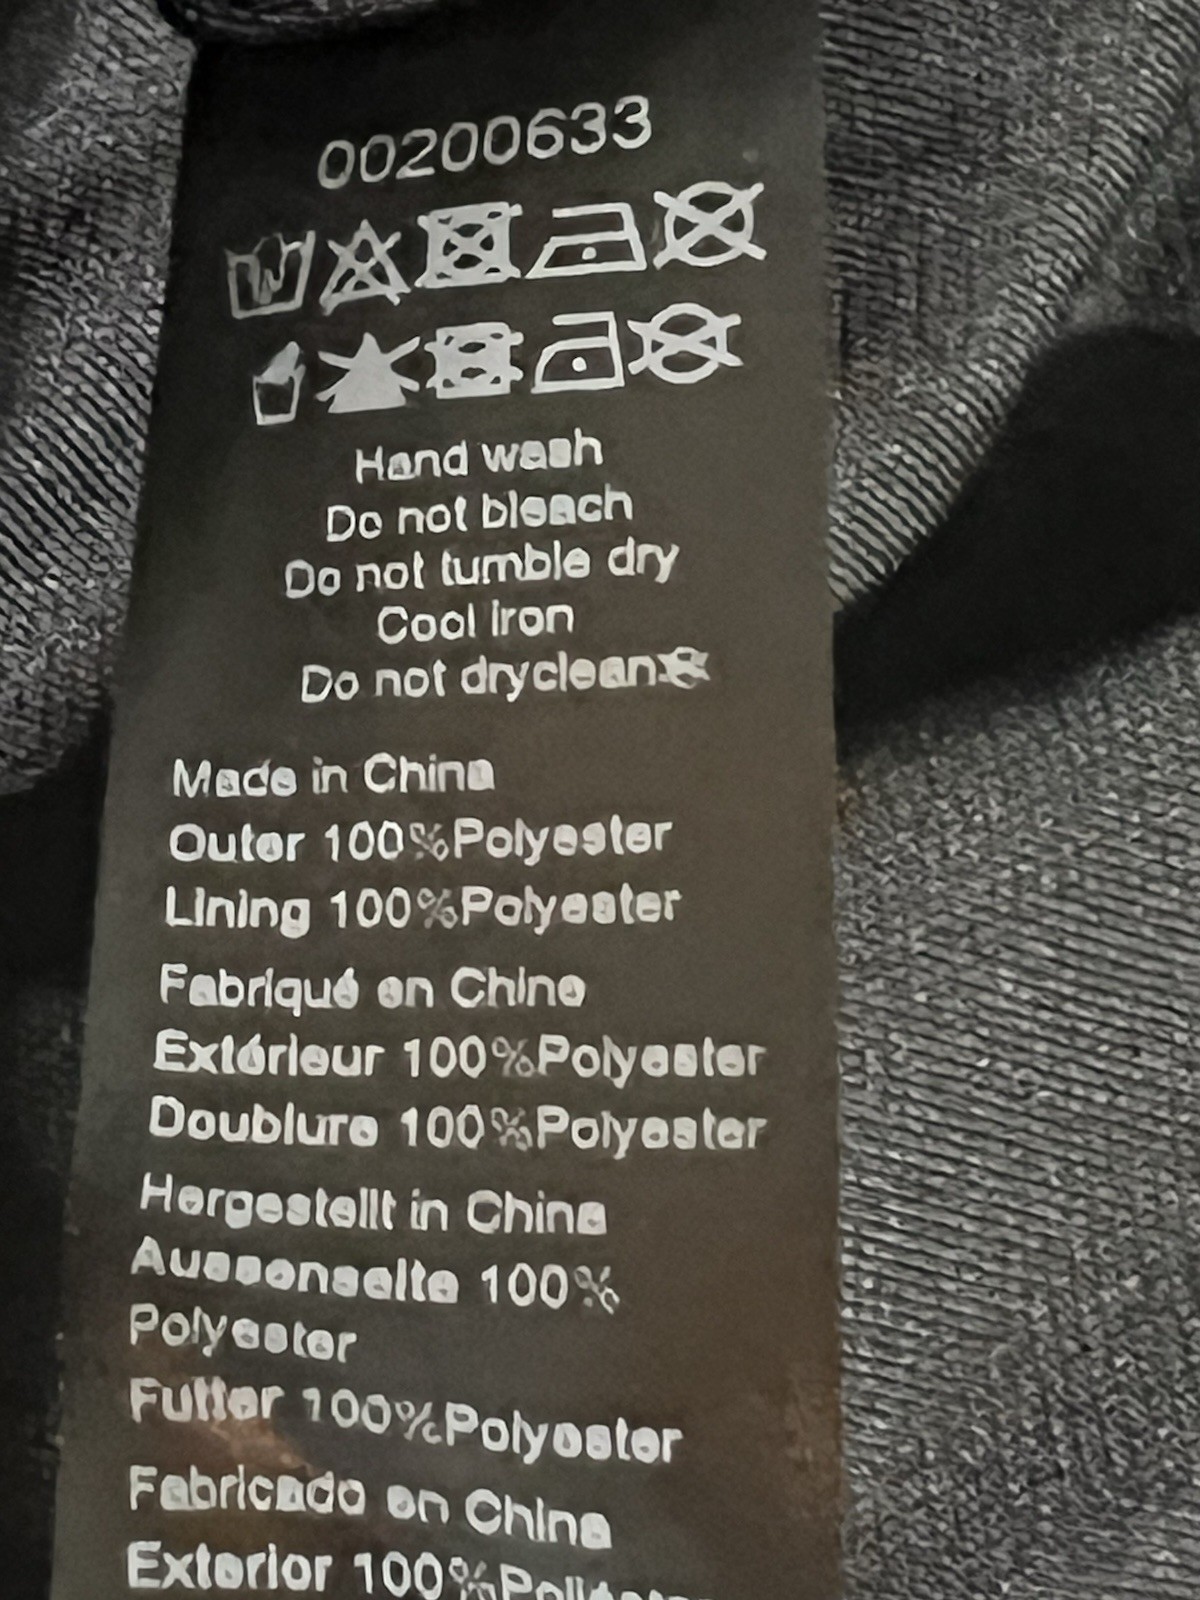 00200633
Hand wash
Do not bleach
Do not tumble dry
Cool iron
Do not dryclean
Made in China
Outer 100%Polyester
Lining 100%Polyester
Fabriqué en Chine
Extérieur 100%Polyester
Doublure 100%Polyester
Hergestellt in China
Aussenseite 100%
Polyester
Futter 100%Polyester
Fabricado en China
Exterior 100%